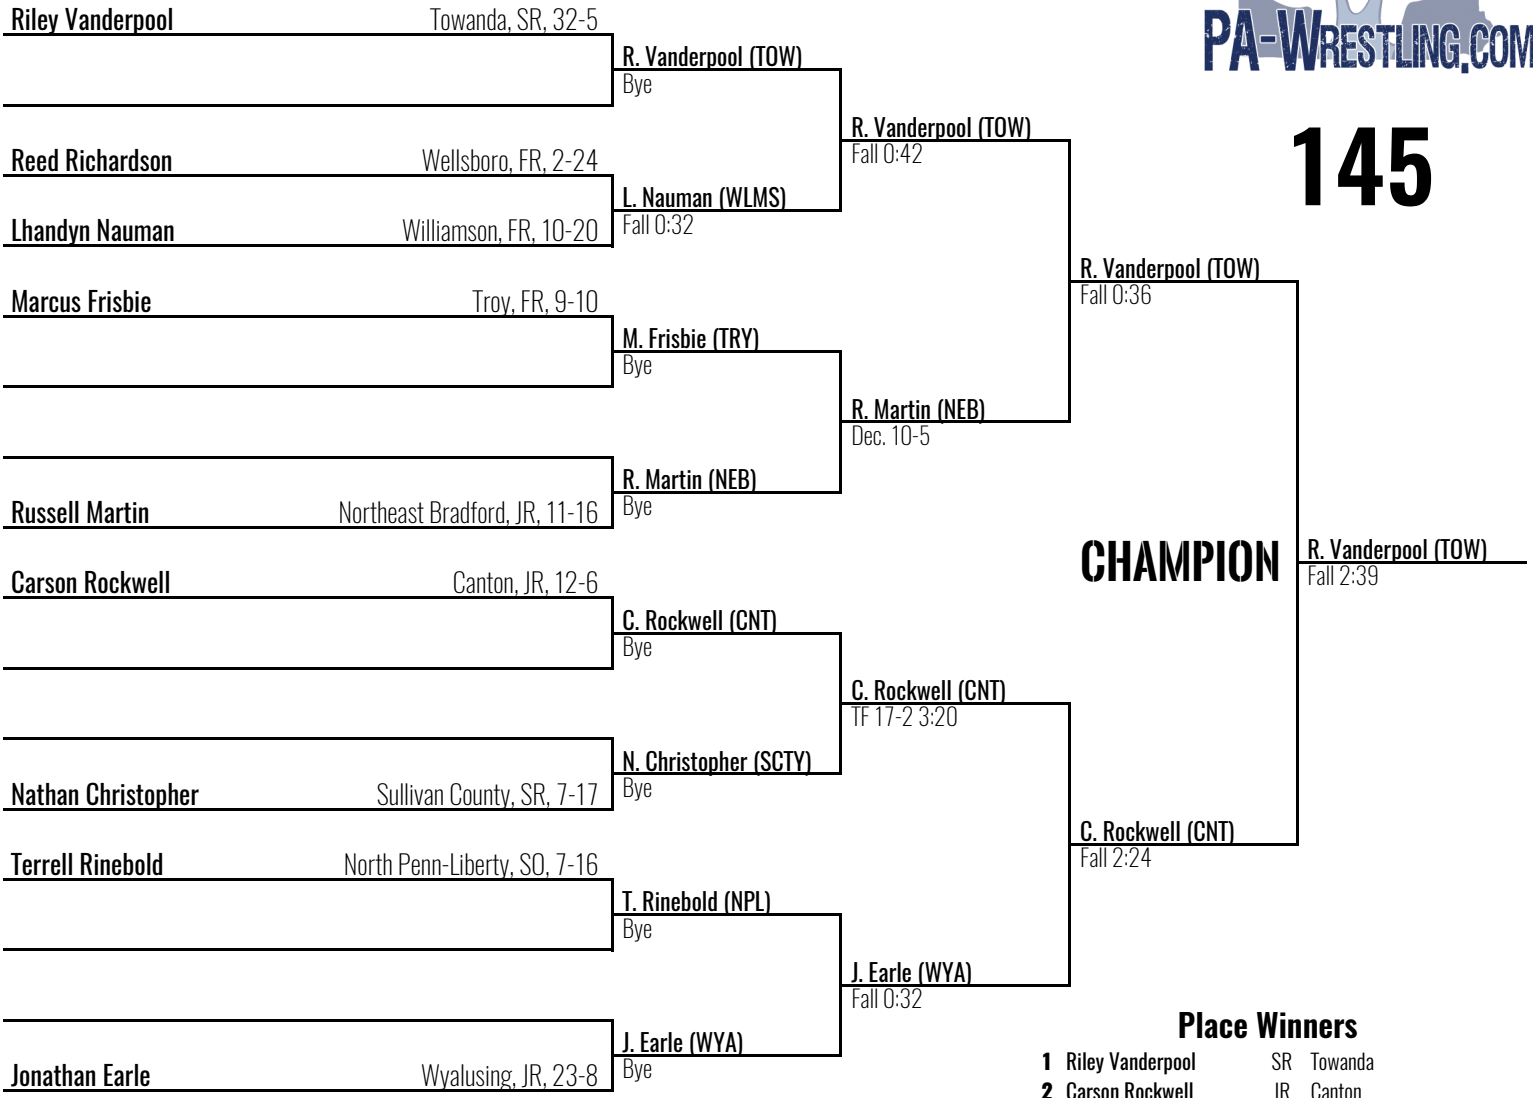 PA-WRESTLING.COM
145
Riley Vanderpool Towanda, SR, 32-5
R. Vanderpool (TOW)
Bye
R. Vanderpool (TOW)
Fall 0:42
Reed Richardson Wellsboro, FR, 2-24
L. Nauman (WLMS)
Fall 0:32
Lhandyn Nauman Williamson, FR, 10-20
R. Vanderpool (TOW)
Fall 0:36
Marcus Frisbie Troy, FR, 9-10
M. Frisbie (TRY)
Bye
R. Martin (NEB)
Dec. 10-5
R. Martin (NEB)
Bye
Russell Martin Northeast Bradford, JR, 11-16
CHAMPION
R. Vanderpool (TOW)
Fall 2:39
Carson Rockwell Canton, JR, 12-6
C. Rockwell (CNT)
Bye
C. Rockwell (CNT)
TF 17-2 3:20
N. Christopher (SCTY)
Bye
Nathan Christopher Sullivan County, SR, 7-17
C. Rockwell (CNT)
Fall 2:24
Terrell Rinebold North Penn-Liberty, SO, 7-16
T. Rinebold (NPL)
Bye
J. Earle (WYA)
Fall 0:32
J. Earle (WYA)
Bye
Jonathan Earle Wyalusing, JR, 23-8
Place Winners
1 Riley Vanderpool SR Towanda
2 Carson Rockwell JR Canton